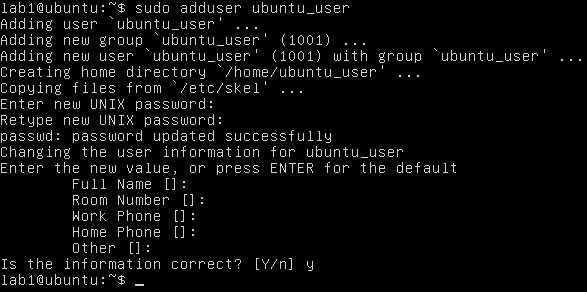 lab1@ubuntu:~$ sudo adduser ubuntu_user
Adding user `ubuntu_user' ...
Adding new group `ubuntu_user' (1001) ...
Adding new user `ubuntu_user' (1001) with group `ubuntu_user' ...
Creating home directory `/home/ubuntu_user' ...
Copying files from `/etc/skel' ...
Enter new UNIX password:
Retype new UNIX password:
passwd: password updated successfully
Changing the user information for ubuntu_user
Enter the new value, or press ENTER for the default
        Full Name []:
        Room Number []:
        Work Phone []:
        Home Phone []:
        Other []:
Is the information correct? [Y/n] y
lab1@ubuntu:~$ _